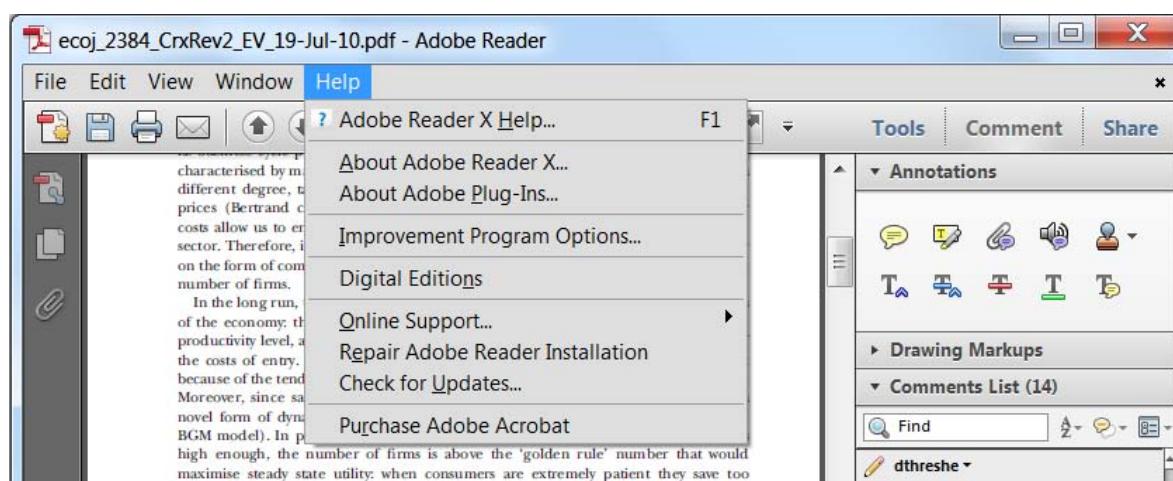 ecoj_2384_CrxRev2_EV_19-Jul-10.pdf - Adobe Reader
File Edit View Window Help
Tools Comment Share
? Adobe Reader X Help... F1
About Adobe Reader X...
About Adobe Plug-Ins...
Improvement Program Options...
Digital Editions
Online Support...
Repair Adobe Reader Installation
Check for Updates...
Purchase Adobe Acrobat
characterised by m
different degree,
prices (Bertrand c
costs allow us to en
sector. Therefore, i
on the form of com
number of firms.
In the long run,
of the economy: th
productivity level, a
the costs of entry.
because of the tend
Moreover, since sa
novel form of dyna
BGM model). In p
high enough, the number of firms is above the 'golden rule' number that would
maximise steady state utility: when consumers are extremely patient they save too
Annotations
T T T T T
Drawing Markups
Comments List (14)
Find
dthreshe